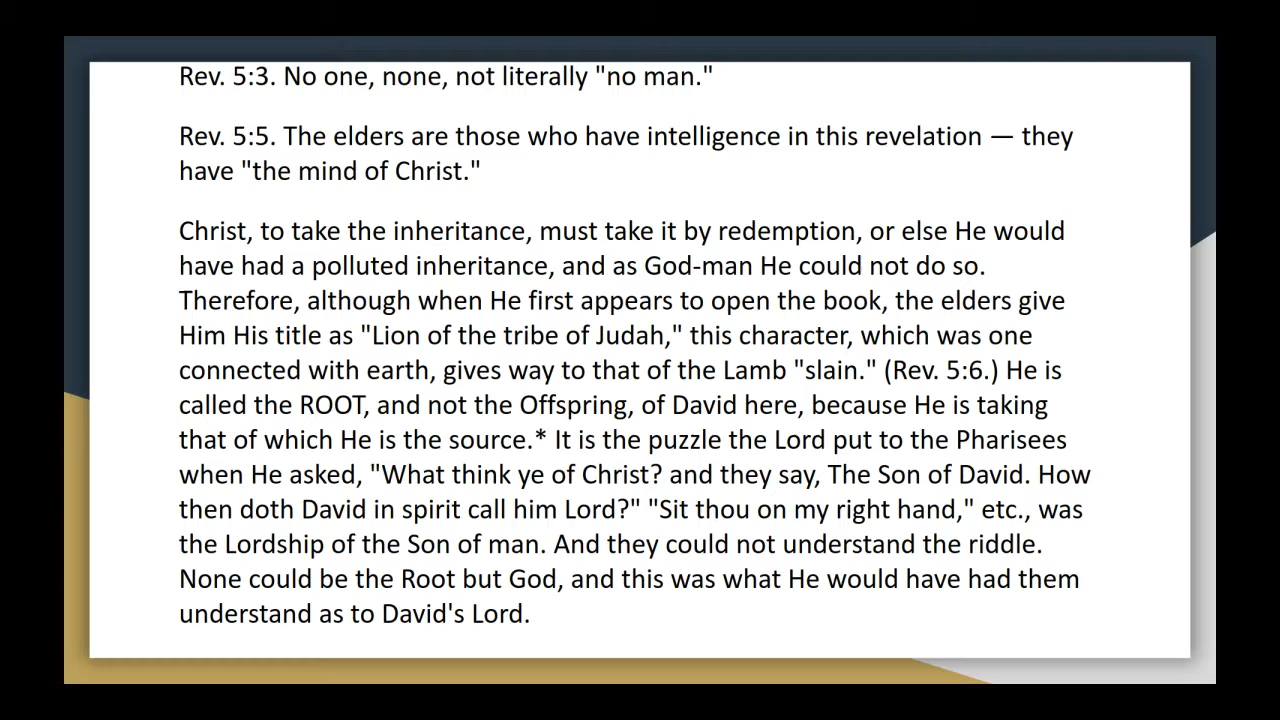 Rev. 5:3. No one, none, not literally "no man."
Rev. 5:5. The elders are those who have intelligence in this revelation — they
have "the mind of Christ."
Christ, to take the inheritance, must take it by redemption, or else He would
have had a polluted inheritance, and as God-man He could not do so.
Therefore, although when He first appears to open the book, the elders give
Him His title as "Lion of the tribe of Judah," this character, which was one
connected with earth, gives way to that of the Lamb "slain." (Rev. 5:6.) He is
called the ROOT, and not the Offspring, of David here, because He is taking
that of which He is the source.* It is the puzzle the Lord put to the Pharisees
when He asked, "What think ye of Christ? and they say, The Son of David. How
then doth David in spirit call him Lord?" "Sit thou on my right hand," etc., was
the Lordship of the Son of man. And they could not understand the riddle.
None could be the Root but God, and this was what He would have had them
understand as to David's Lord.